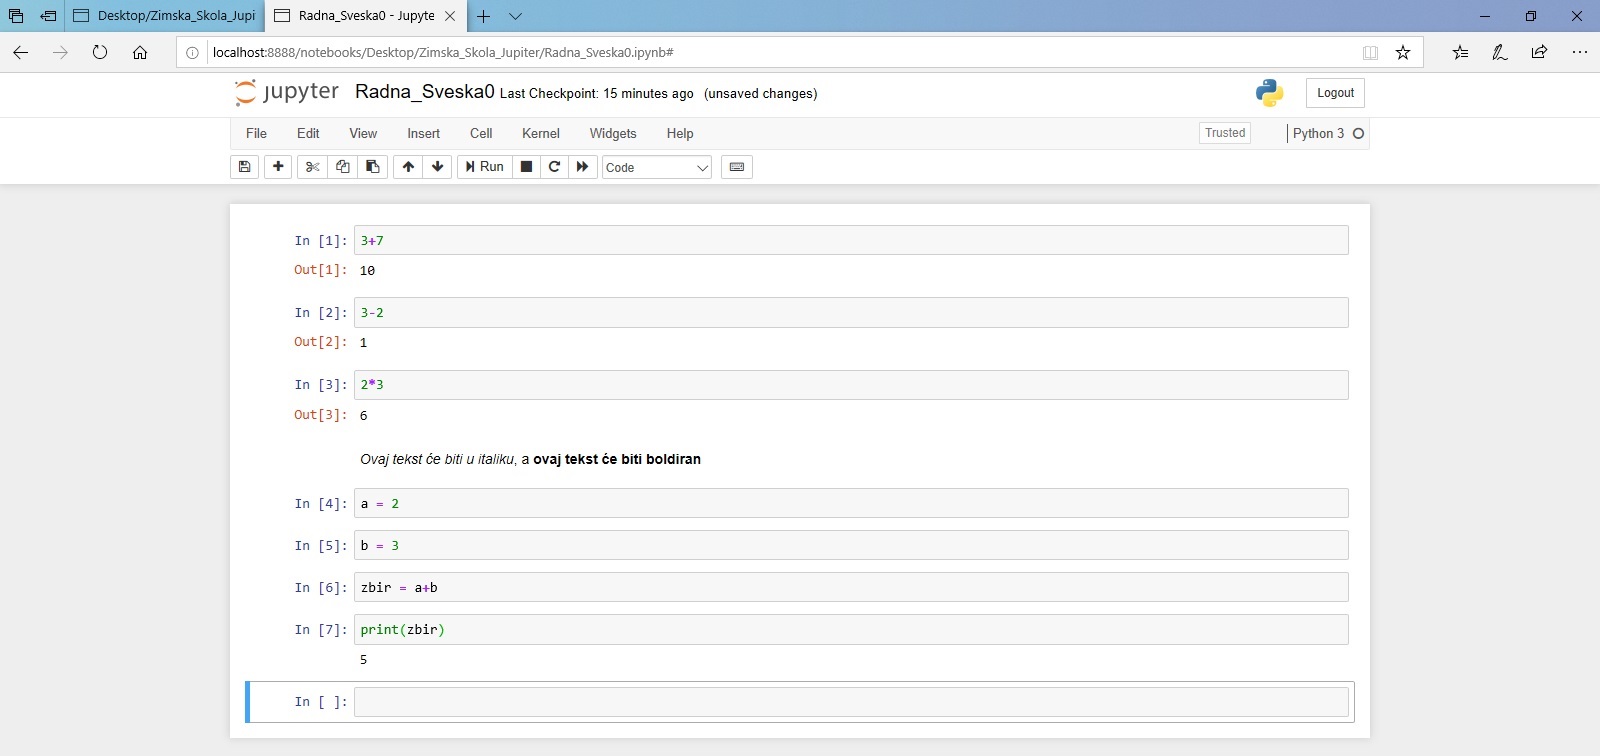 Desktop/Zimska_Skola_Jupi
Radna_Sveska0 - Jupyte
localhost:8888/notebooks/Desktop/Zimska_Skola_Jupiter/Radna_Sveska0.ipynb#
jupyter Radna_Sveska0 Last Checkpoint: 15 minutes ago (unsaved changes) Logout
File Edit View Insert Cell Kernel Widgets Help Trusted Python 3
Run Code
In [1]: 3+7
Out[1]: 10
In [2]: 3-2
Out[2]: 1
In [3]: 2*3
Out[3]: 6
Ovaj tekst će biti u italiku, a ovaj tekst će biti boldiran
In [4]: a = 2
In [5]: b = 3
In [6]: zbir = a+b
In [7]: print(zbir)
5
In [ ]: